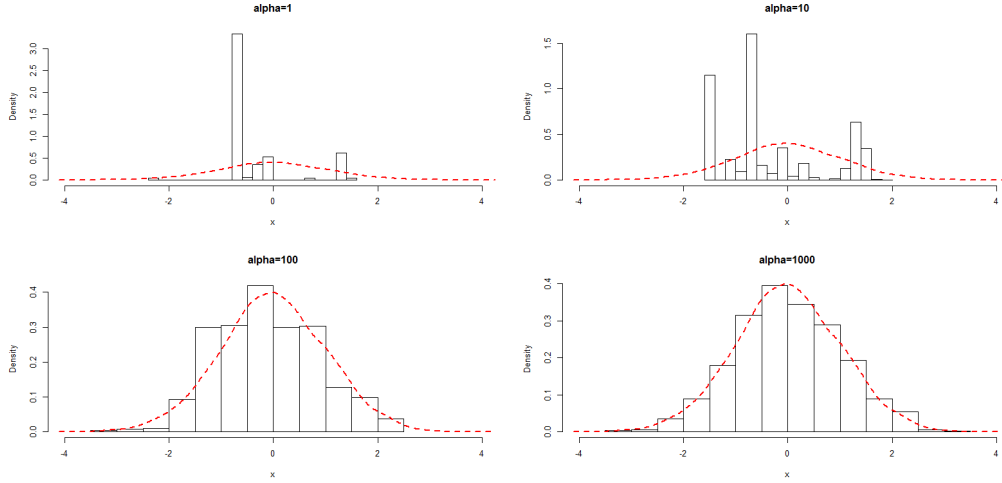 alpha=1
Density
0.0 0.5 1.0 1.5 2.0 2.5 3.0
-4 -2 0 2 4
x
alpha=10
Density
0.0 0.5 1.0 1.5
-4 -2 0 2 4
x
alpha=100
Density
0.0 0.1 0.2 0.3 0.4
-4 -2 0 2 4
x
alpha=1000
Density
0.0 0.1 0.2 0.3 0.4
-4 -2 0 2 4
x